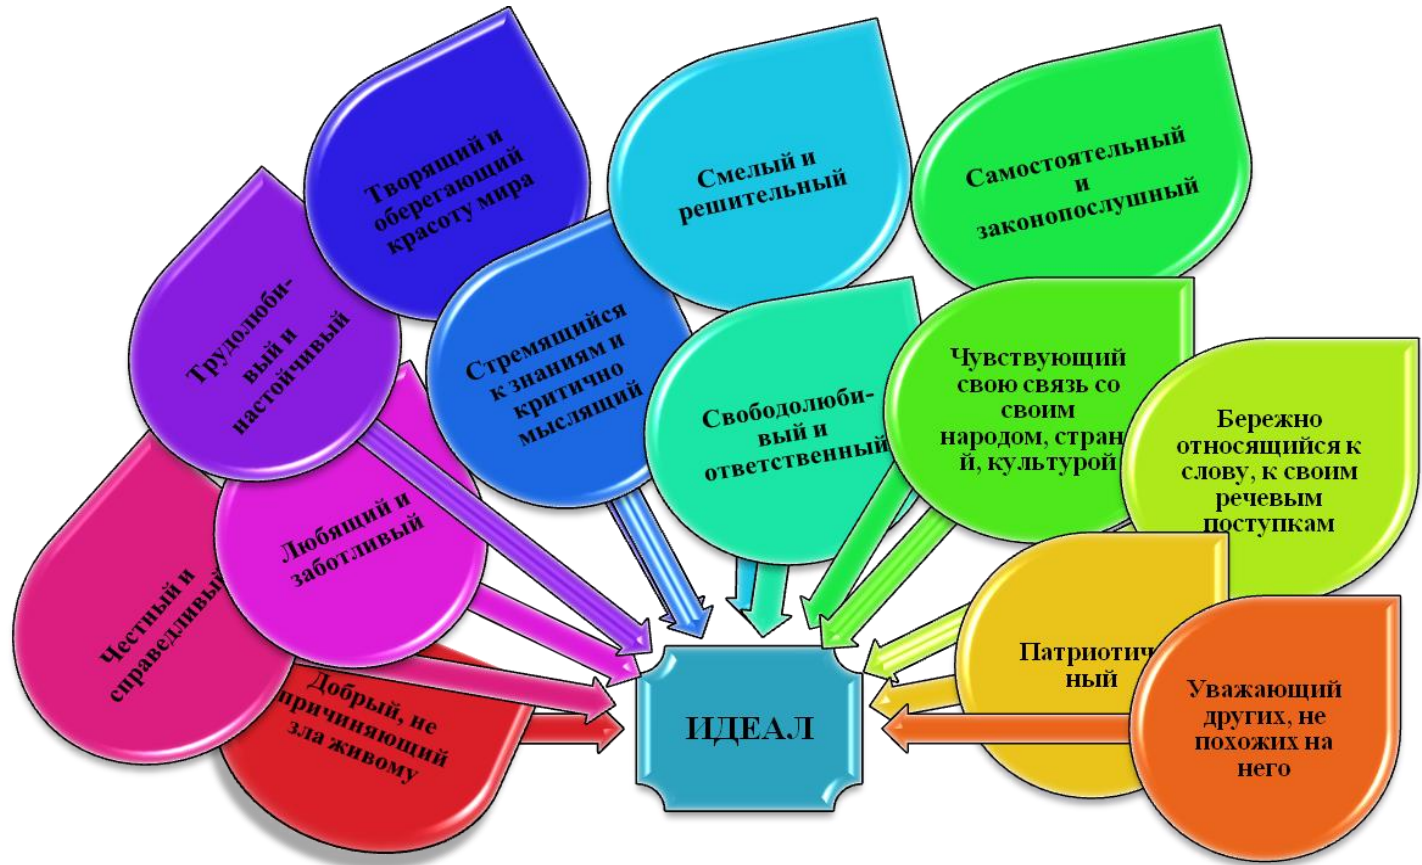 Творящий и
оберегающий
красоту мира
Смелый и
решительный
Самостоятельный
и
законопослушный
Трудолюби-
вый и
настойчивый
Стремящийся
к знаниям и
критично
мыслящий
Свободолюби-
вый и
ответственный
Чувствующий
свою связь со
своим
народом, стран
й, культурой
Бережно
относящийся к
слову, к своим
речевым
поступкам
Любящий и
заботливый
Честный и
справедливый
Добрый, не
причиняющий
зла живому
ИДЕАЛ
Патриотич
ный
Уважающий
других, не
похожих на
него